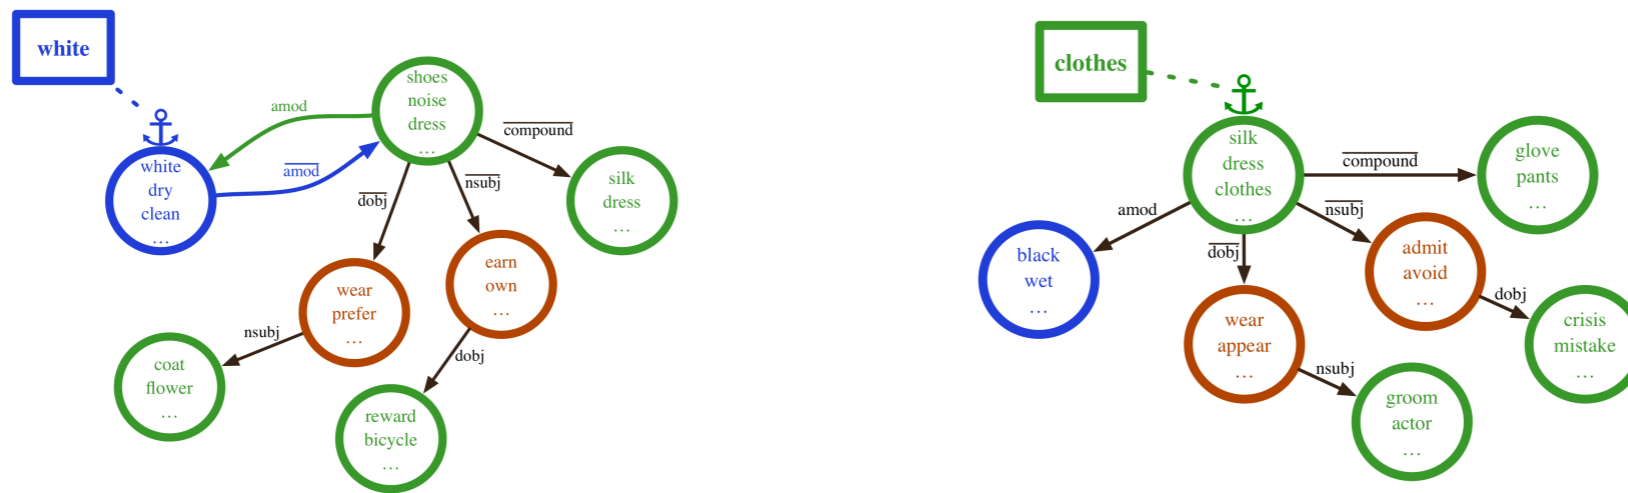 white
white
dry
clean
...
amod
amod
shoes
noise
dress
...
compound
silk
dress
...
dobj
nsubj
wear
prefer
...
earn
own
...
nsubj
coat
flower
...
dobj
reward
bicycle
...
clothes
silk
dress
clothes
...
compound
glove
pants
...
amod
black
wet
...
dobj
nsubj
wear
appear
...
admit
avoid
...
dobj
crisis
mistake
...
nsubj
groom
actor
...